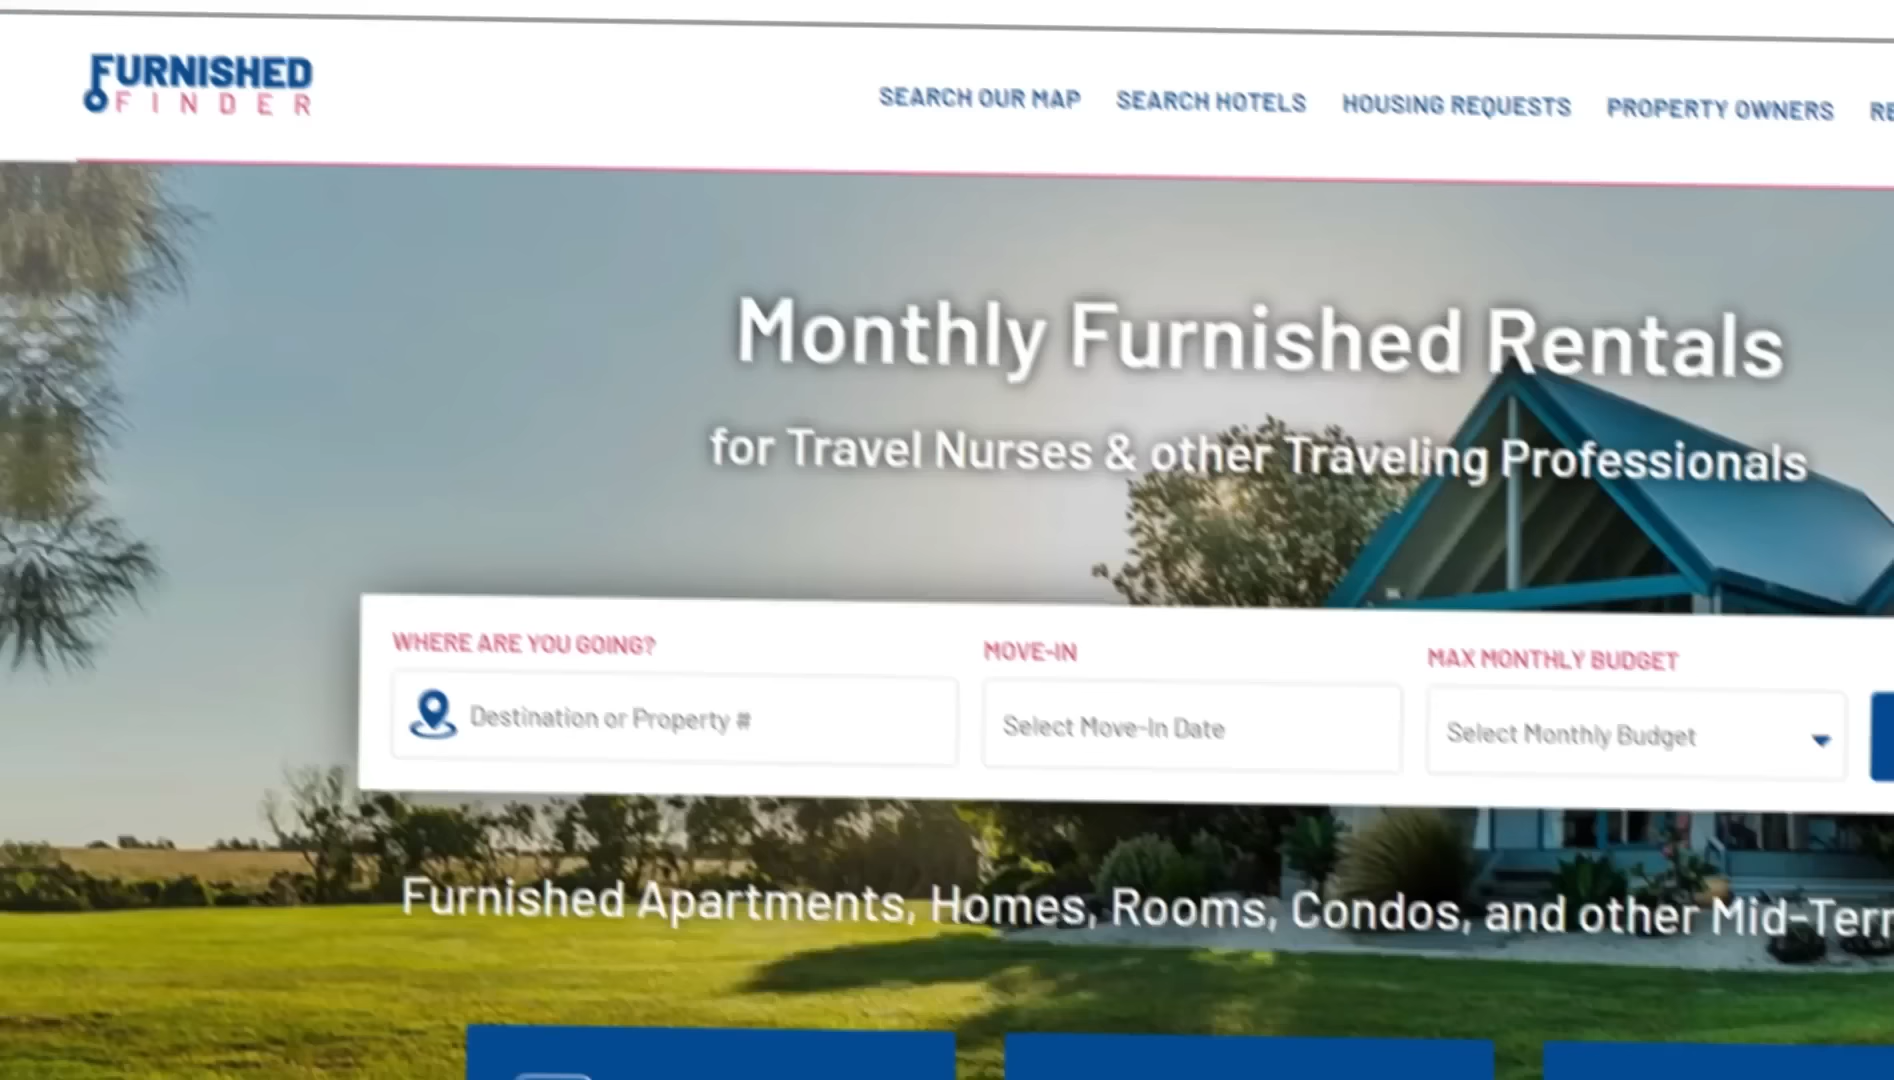 FURNISHED
FINDER
SEARCH OUR MAP SEARCH HOTELS HOUSING REQUESTS PROPERTY OWNERS
Monthly Furnished Rentals
for Travel Nurses & other Traveling Professionals
WHERE ARE YOU GOING? MOVE-IN MAX MONTHLY BUDGET
Destination or Property # Select Move-In Date Select Monthly Budget
Furnished Apartments, Homes, Rooms, Condos, and other